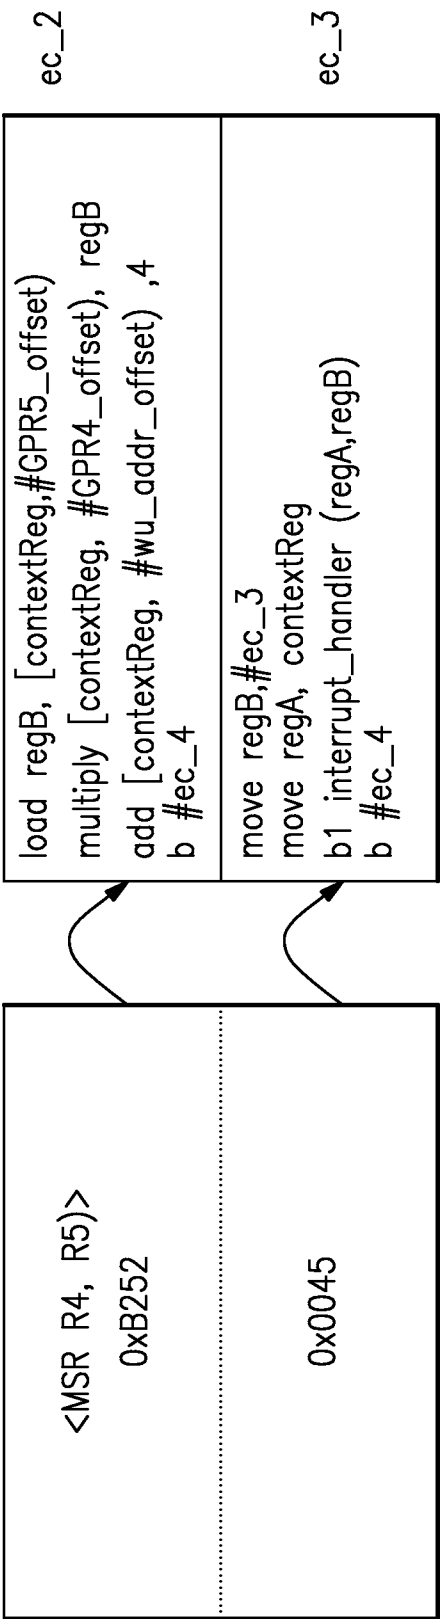 <MSR R4, R5)>
0xB252
0x0045
load regB, [contextReg,#GPR5_offset)
multiply [contextReg, #GPR4_offset), regB
add [contextReg, #wu_addr_offset) ,4
b #ec_4
move regB,#ec_3
move regA, contextReg
b1 interrupt_handler (regA,regB)
b #ec_4
ec_2
ec_3